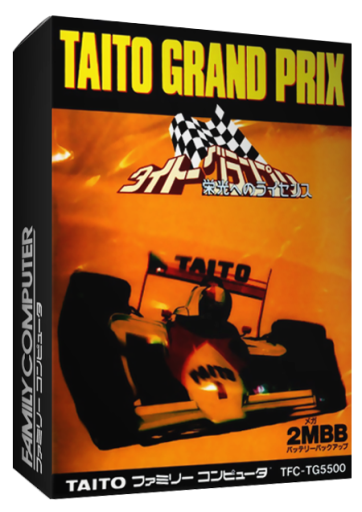 TAITO GRAND PRIX
タイトーグランプリ
栄光へのライセンス
TAITO
TAITO
メガ
2MBB
バッテリーバックアップ
TAITO ファミリー コンピュータ TFC-TG5500
FAMILY COMPUTER
ファミリー コンピュータ